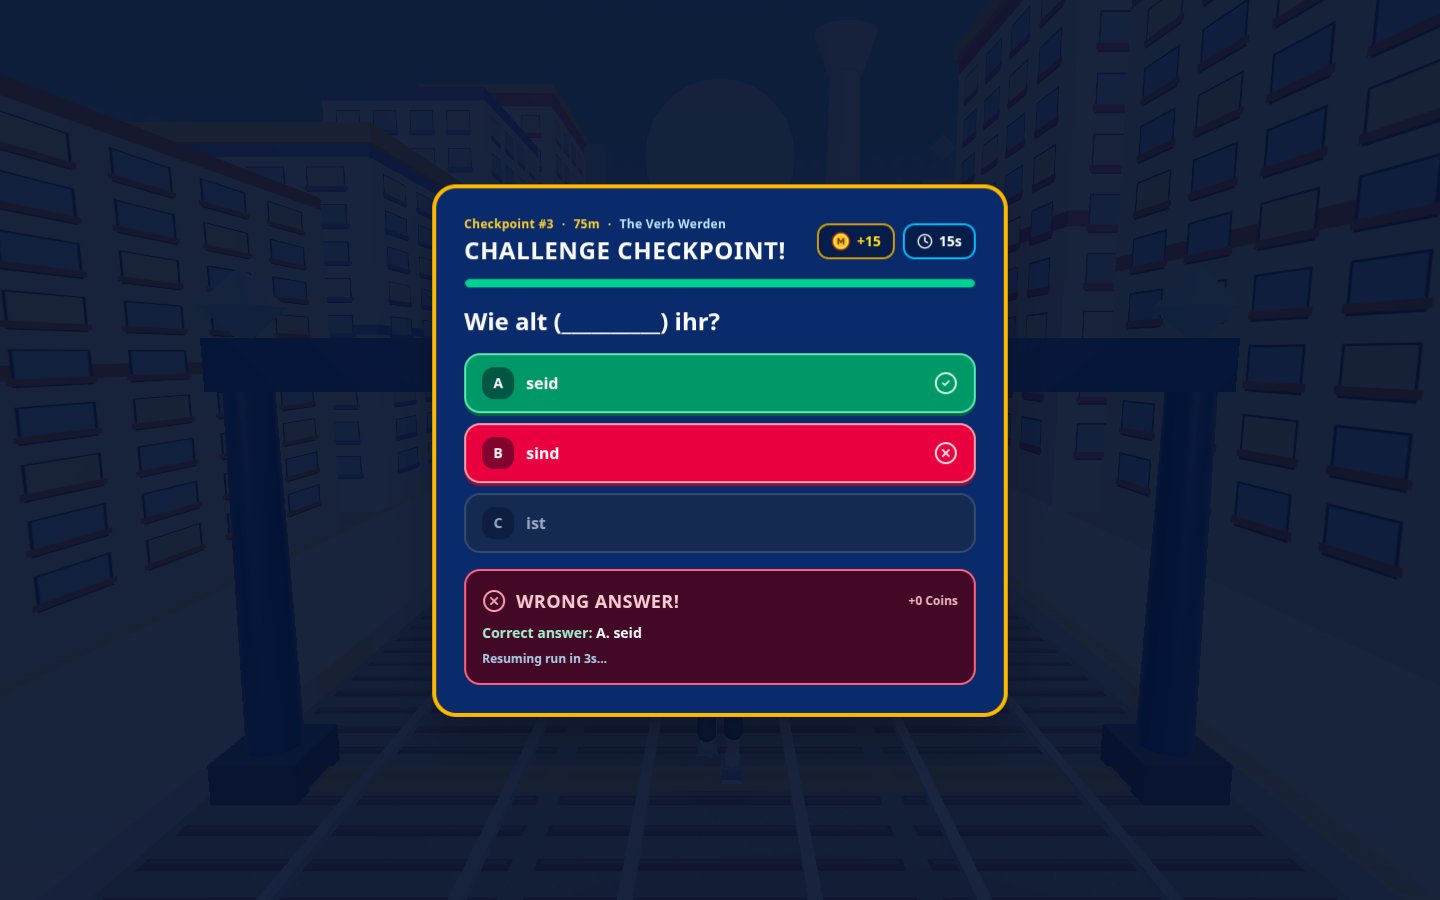 Checkpoint #3 · 75m · The Verb Werden
CHALLENGE CHECKPOINT!
M +15
15s
Wie alt (__________) ihr?
A seid
B sind
C ist
WRONG ANSWER!
+0 Coins
Correct answer: A. seid
Resuming run in 3s...